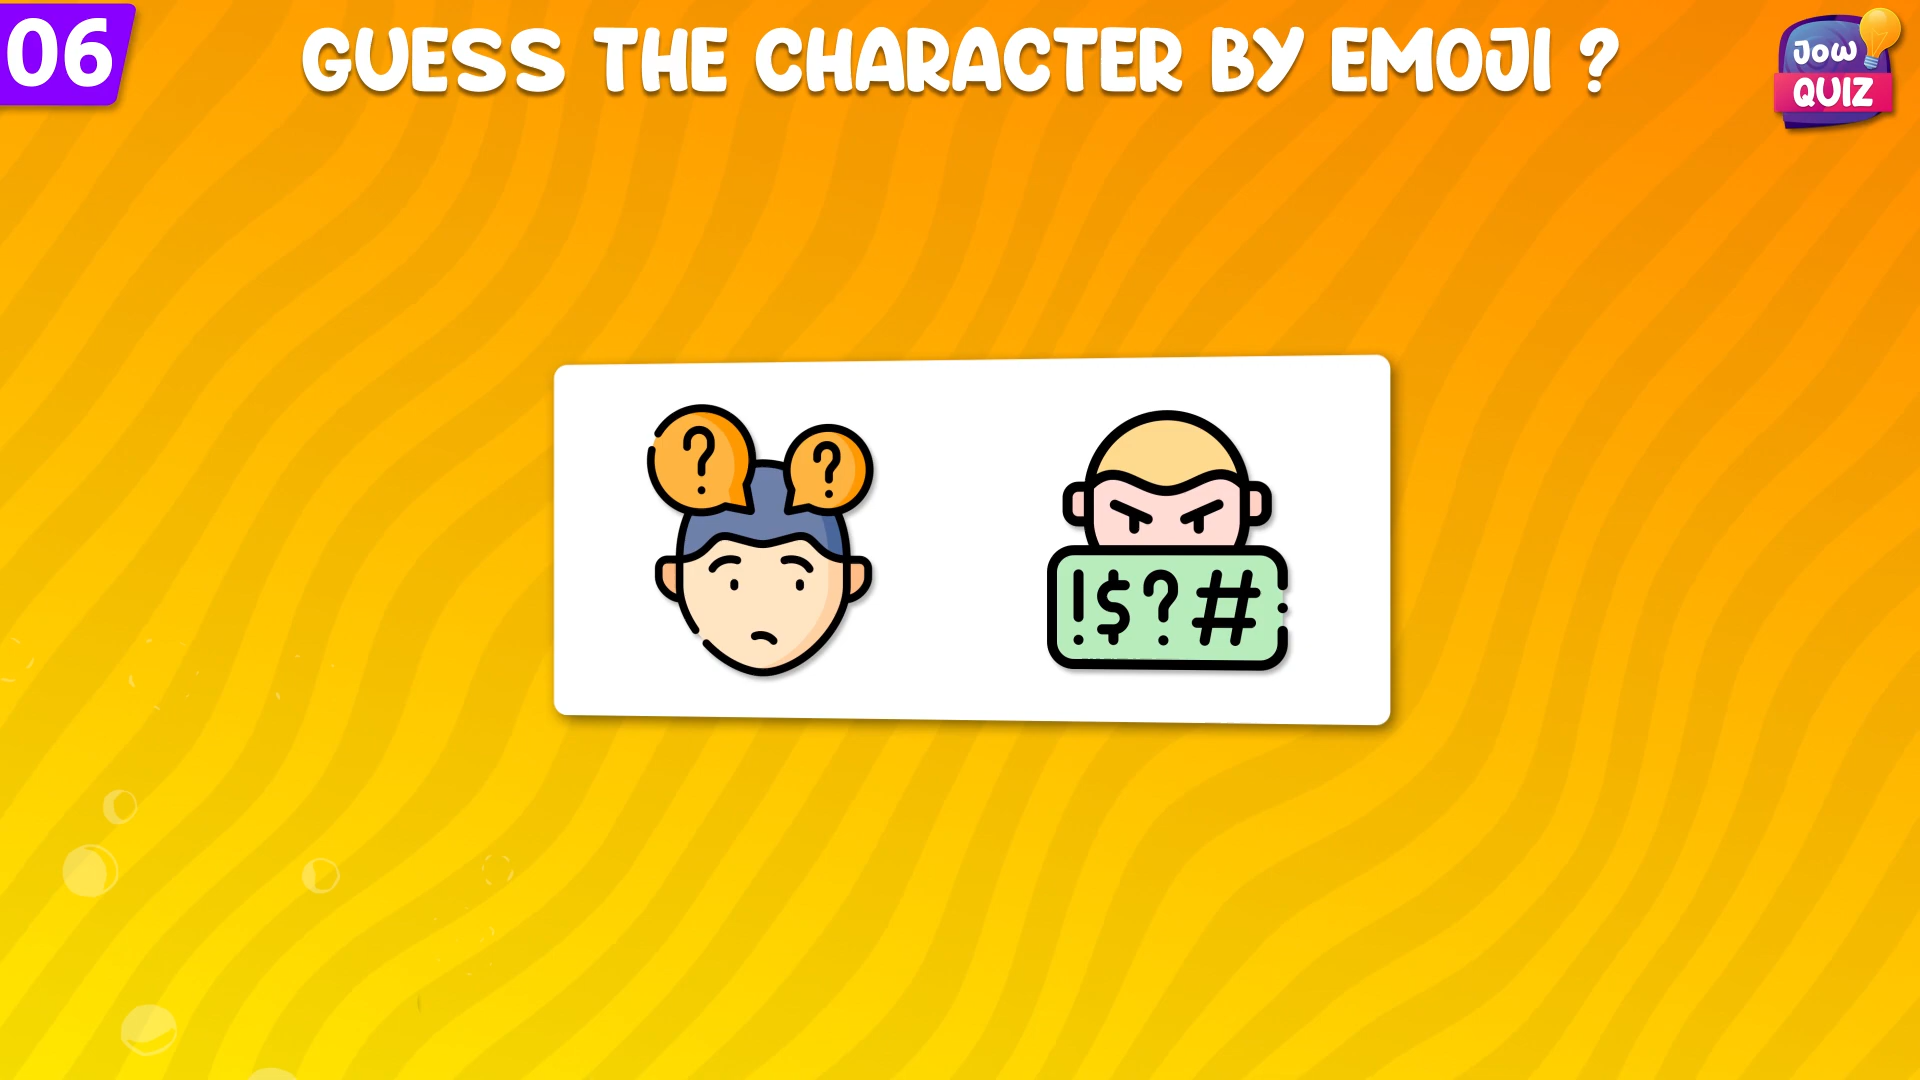 06
GUESS THE CHARACTER BY EMOJI ?
JOW
QUIZ
? ?
!$?#